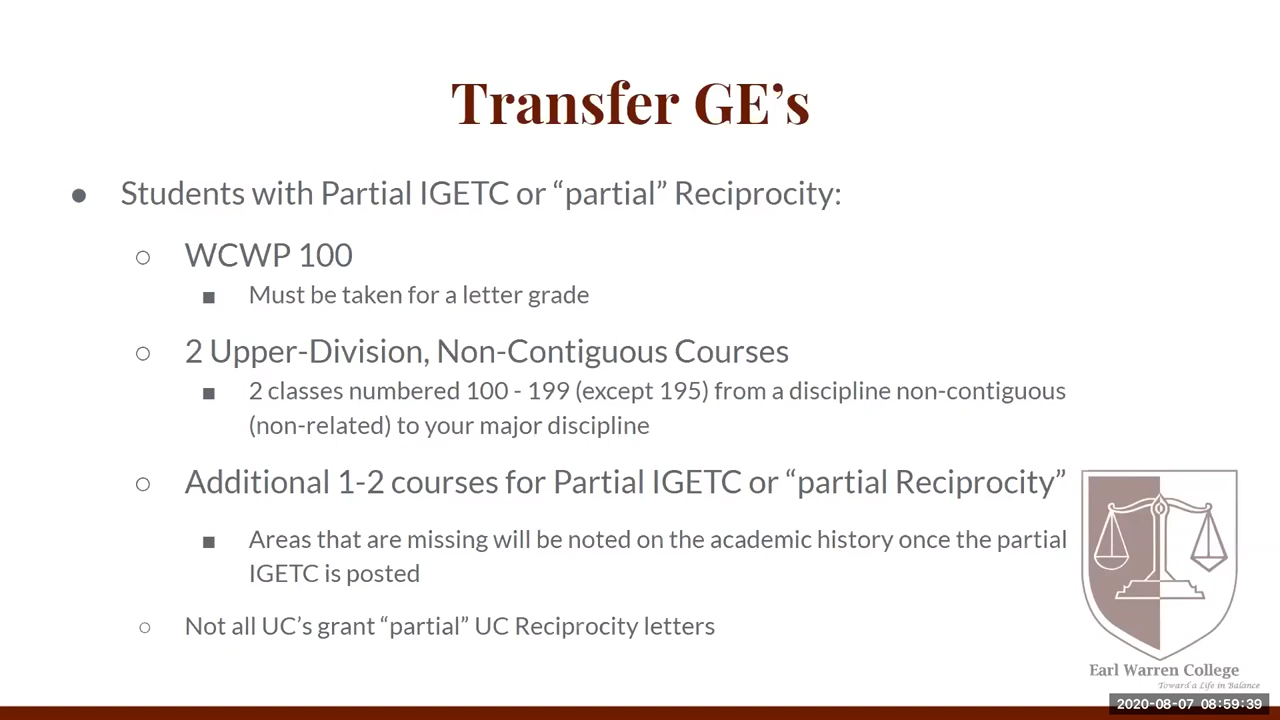 Transfer GE’s
● Students with Partial IGETC or “partial” Reciprocity:
○ WCWP 100
■ Must be taken for a letter grade
○ 2 Upper-Division, Non-Contiguous Courses
■ 2 classes numbered 100 - 199 (except 195) from a discipline non-contiguous
(non-related) to your major discipline
○ Additional 1-2 courses for Partial IGETC or “partial Reciprocity”
■ Areas that are missing will be noted on the academic history once the partial
IGETC is posted
○ Not all UC’s grant “partial” UC Reciprocity letters
Earl Warren College
Toward a Life in Balance
2020-08-07 08:59:39